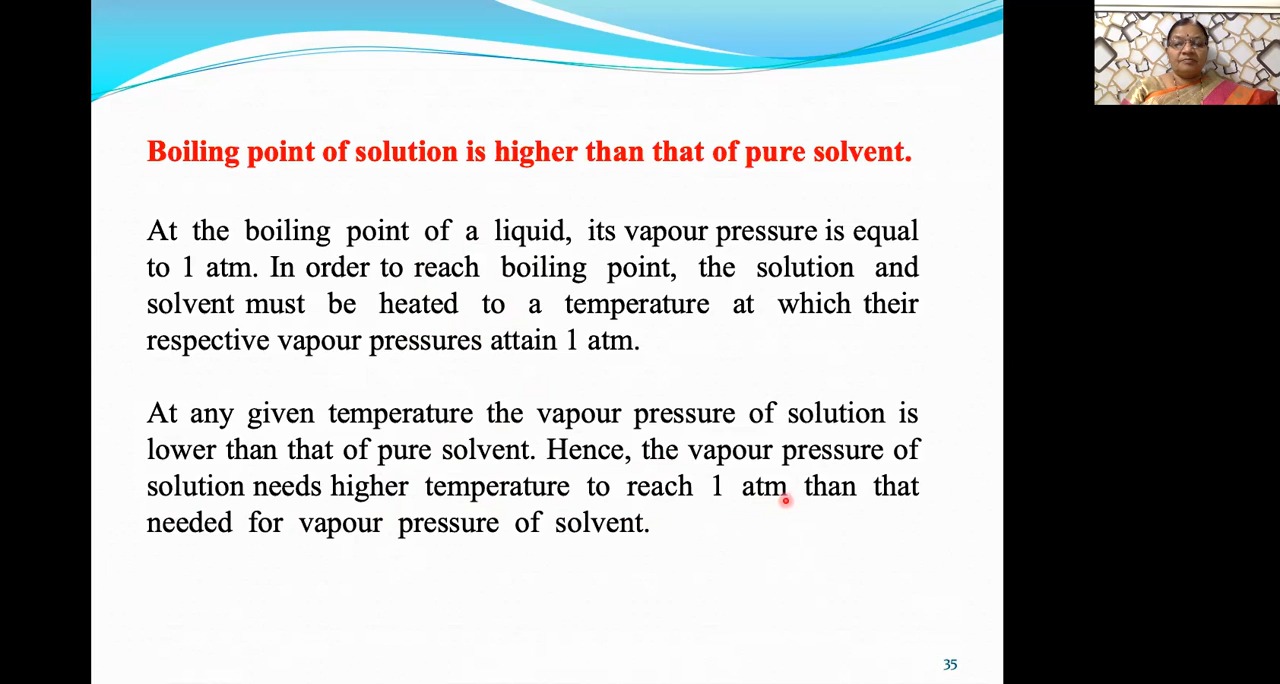 Boiling point of solution is higher than that of pure solvent.
At the boiling point of a liquid, its vapour pressure is equal
to 1 atm. In order to reach boiling point, the solution and
solvent must be heated to a temperature at which their
respective vapour pressures attain 1 atm.
At any given temperature the vapour pressure of solution is
lower than that of pure solvent. Hence, the vapour pressure of
solution needs higher temperature to reach 1 atm than that
needed for vapour pressure of solvent.
35